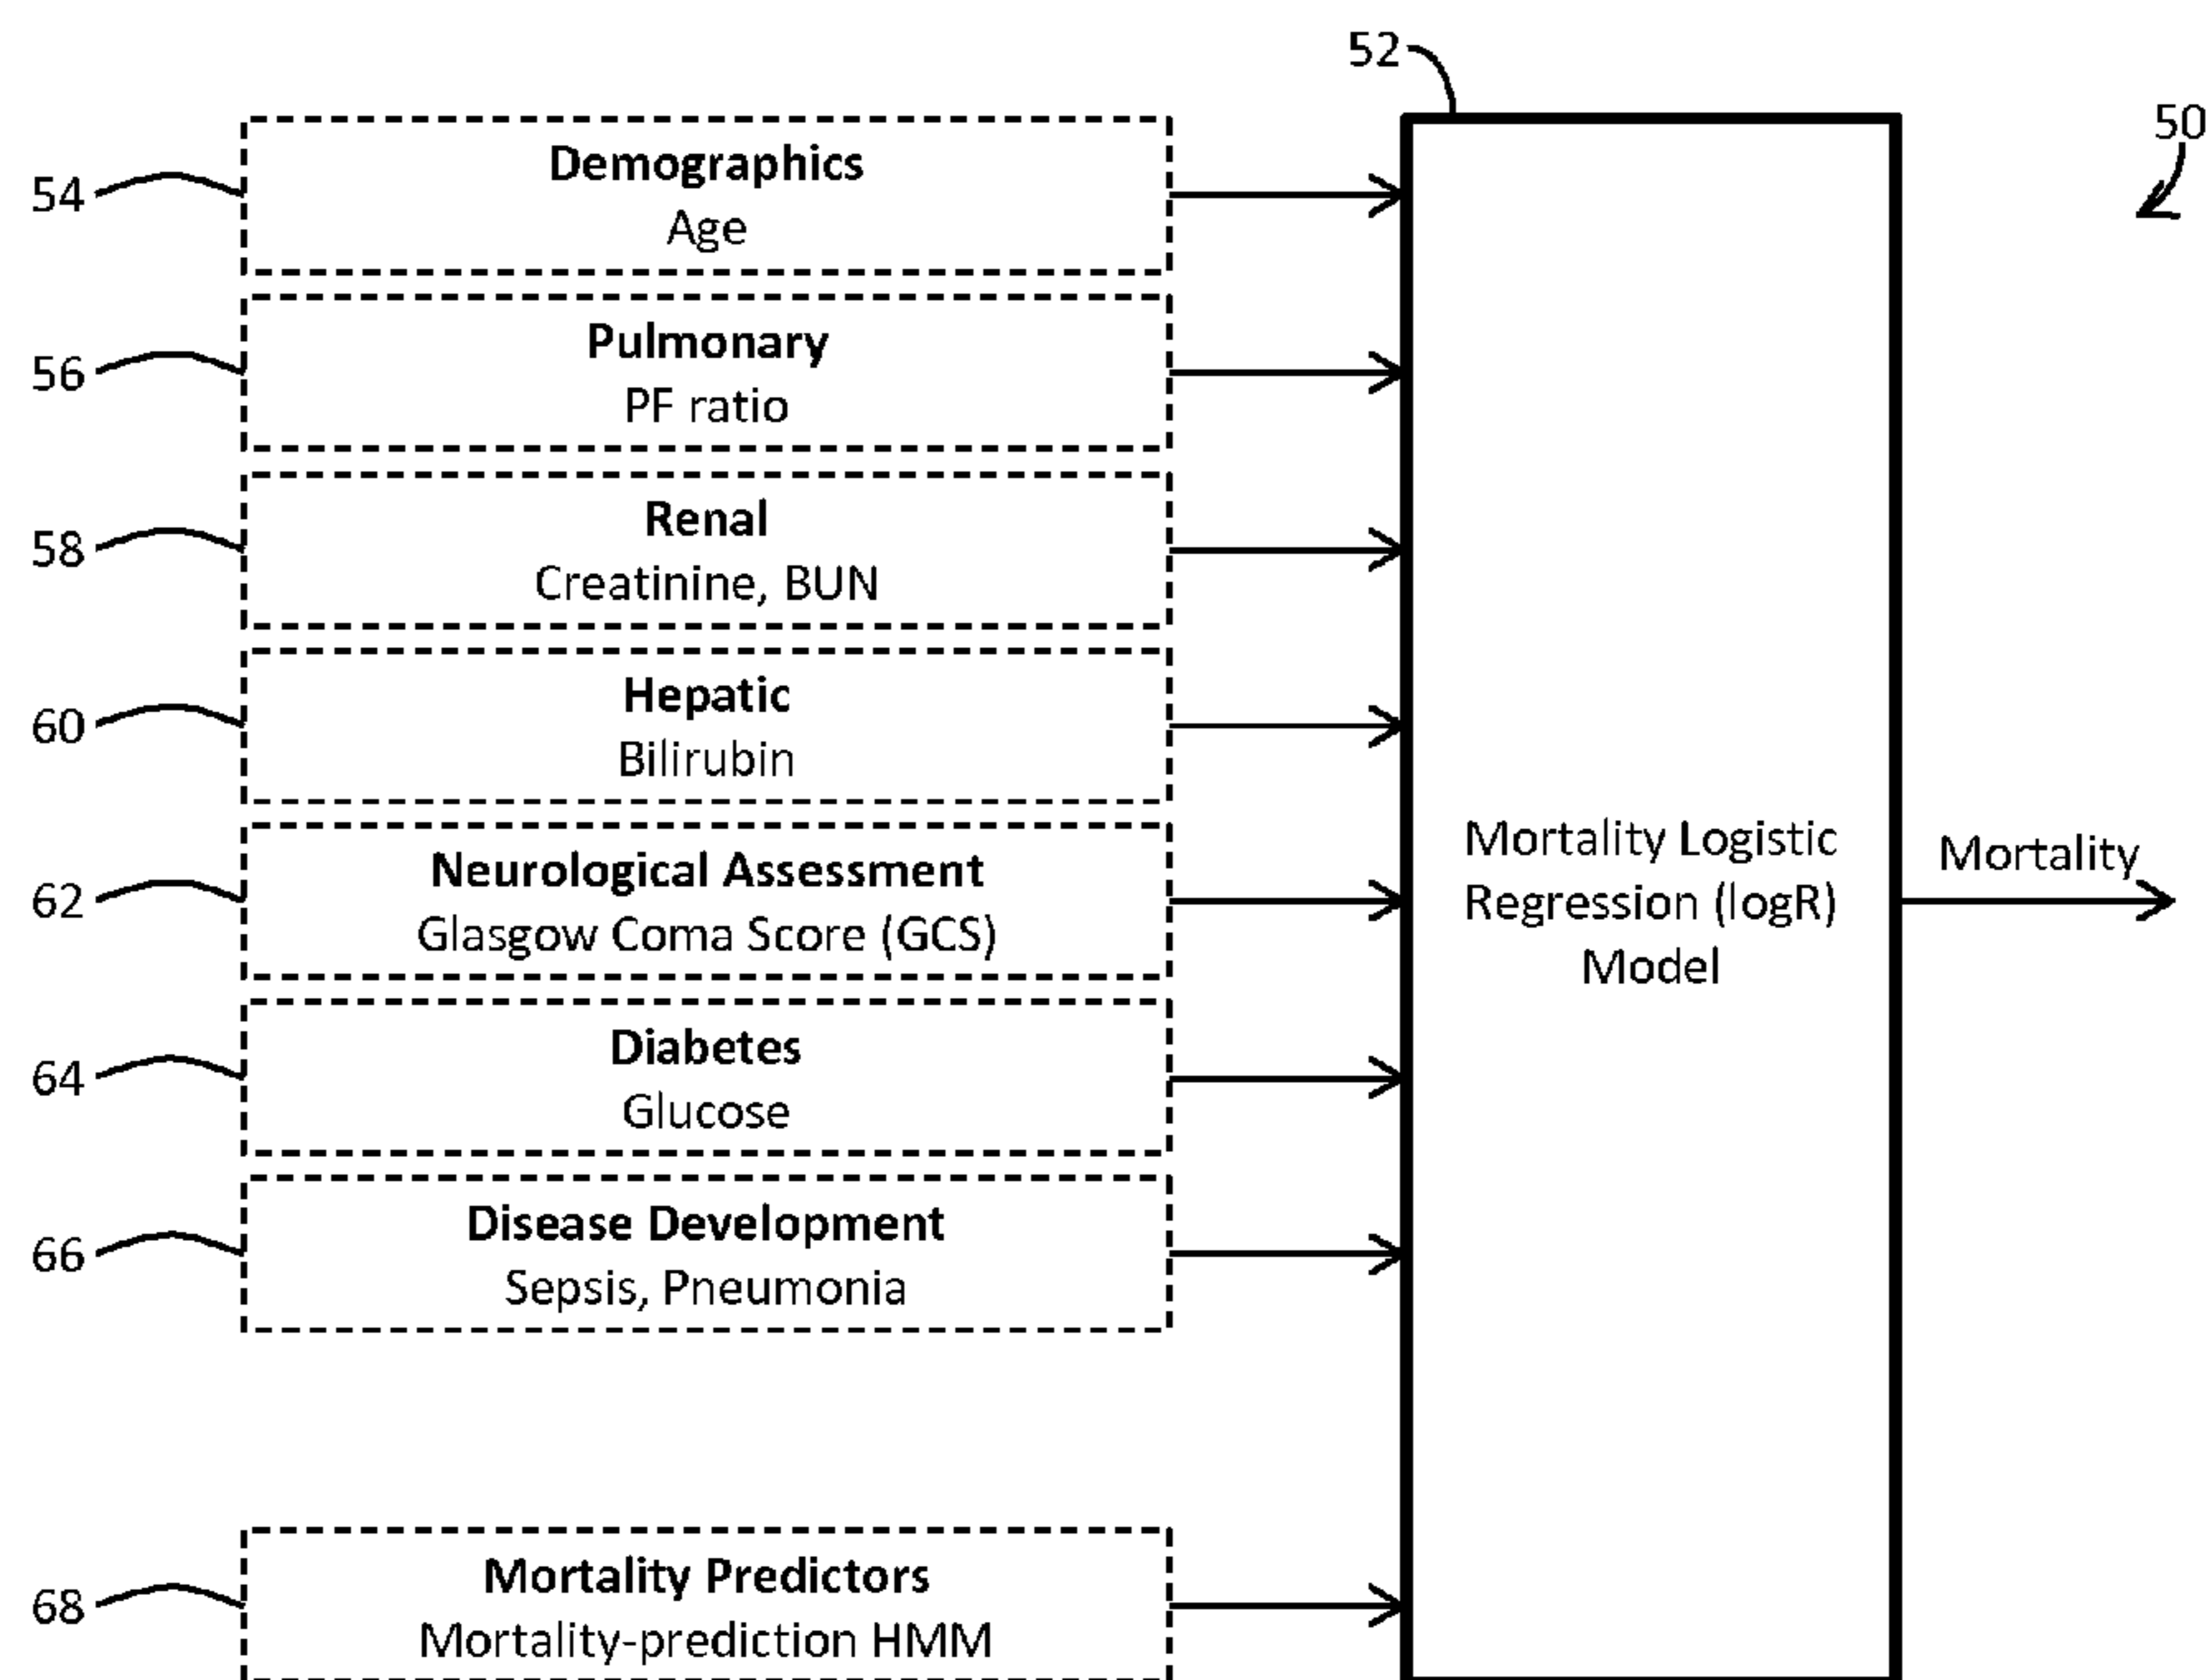 52
50
54
Demographics
Age
56
Pulmonary
PF ratio
58
Renal
Creatinine, BUN
60
Hepatic
Bilirubin
62
Neurological Assessment
Glasgow Coma Score (GCS)
64
Diabetes
Glucose
66
Disease Development
Sepsis, Pneumonia
68
Mortality Predictors
Mortality-prediction HMM
Mortality Logistic
Regression (logR)
Model
Mortality